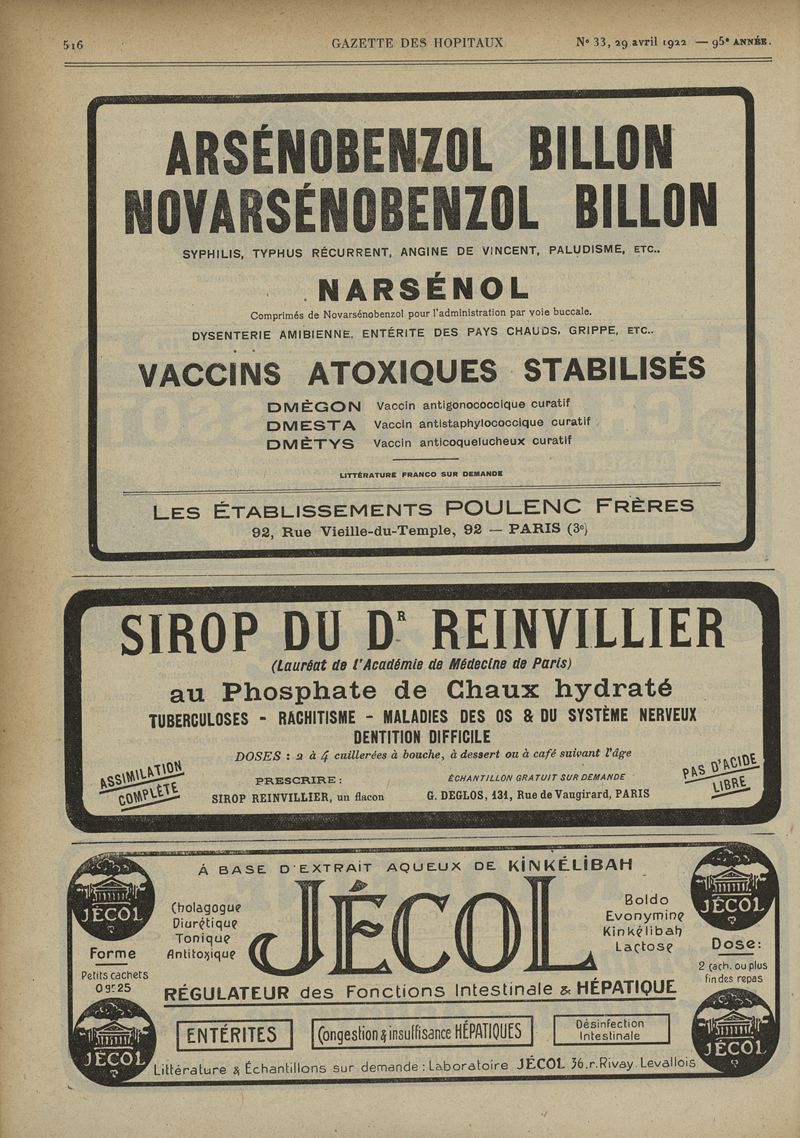 516
GAZETTE DES HOPITAUX
N° 33, 29 avril 1922 — 95e ANNÉE.
ARSÉNOBENZOL BILLON
NOVARSÉNOBENZOL BILLON
SYPHILIS, TYPHUS RÉCURRENT, ANGINE DE VINCENT, PALUDISME, ETC..
NARSÉNOL
Comprimés de Novarsénobenzol pour l'administration par voie buccale.
DYSENTERIE AMIBIENNE, ENTÉRITE DES PAYS CHAUDS, GRIPPE, ETC..
VACCINS ATOXIQUES STABILISÉS
DMÈGON Vaccin antigonococcique curatif
DMESTA Vaccin antistaphylococcique curatif
DMÈTYS Vaccin anticoquelucheux curatif
LITTÉRATURE FRANCO SUR DEMANDE
LES ÉTABLISSEMENTS POULENC FRÈRES
92, Rue Vieille-du-Temple, 92 — PARIS (3e)
SIROP DU DR REINVILLIER
(Lauréat de l'Académie de Médecine de Paris)
au Phosphate de Chaux hydraté
TUBERCULOSES - RACHITISME - MALADIES DES OS & DU SYSTÈME NERVEUX
DENTITION DIFFICILE
DOSES : 2 à 4 cuillerées à bouche, à dessert ou à café suivant l'âge
ASSIMILATION
COMPLÈTE
PRESCRIRE :
SIROP REINVILLIER, un flacon
ÉCHANTILLON GRATUIT SUR DEMANDE
G. DEGLOS, 131, Rue de Vaugirard, PARIS
PAS D'ACIDE
LIBRE
À BASE D'EXTRAIT AQUEUX DE KINKÉLIBAH
JÉCOL
JÉCOL
Cholagogue
Diurétique
Tonique
Antitoxique
JÉCOL
Boldo
Evonymine
Kinkélibah
Lactose
Forme
Petits cachets
0gr25
Dose:
2 cach. ou plus
fin des repas
RÉGULATEUR des Fonctions Intestinale & HÉPATIQUE
ENTÉRITES
Congestion & insuffisance HÉPATIQUES
Désinfection
Intestinale
JÉCOL
JÉCOL
Littérature & Échantillons sur demande : Laboratoire JÉCOL 36.r.Rivay.Levallois